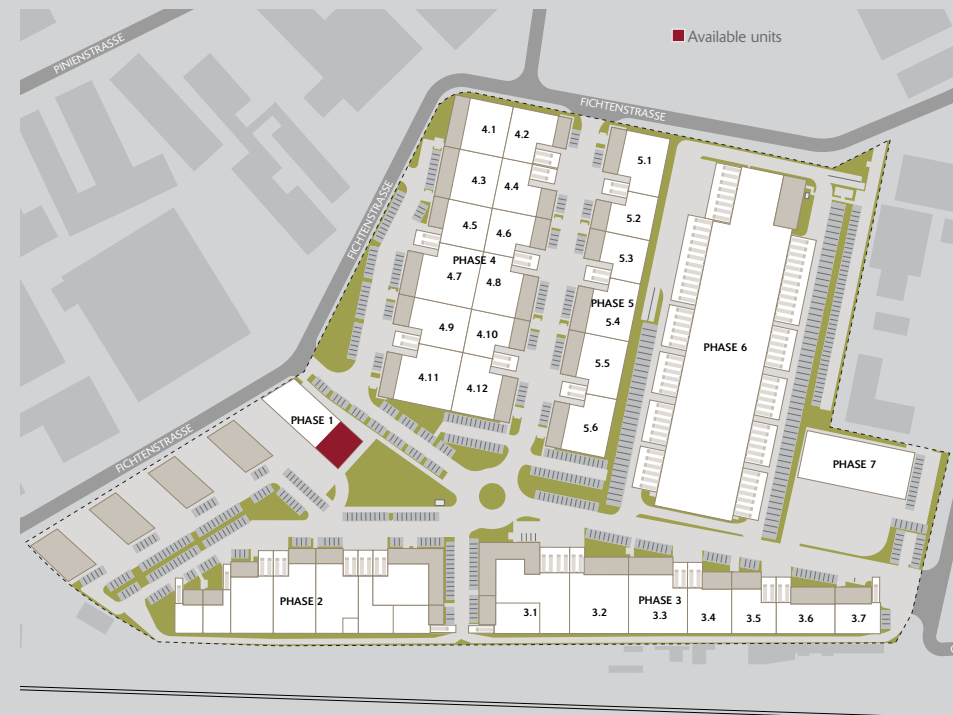 Available units
PINIENSTRASSE
FICHTENSTRASSE
4.1
4.2
5.1
4.3
4.4
FICHTENSTRASSE
5.2
4.5
4.6
5.3
PHASE 4
4.7
4.8
PHASE 5
5.4
4.9
4.10
PHASE 6
5.5
4.11
4.12
PHASE 1
5.6
FICHTENSTRASSE
PHASE 7
PHASE 2
3.1
3.2
PHASE 3
3.3
3.4
3.5
3.6
3.7